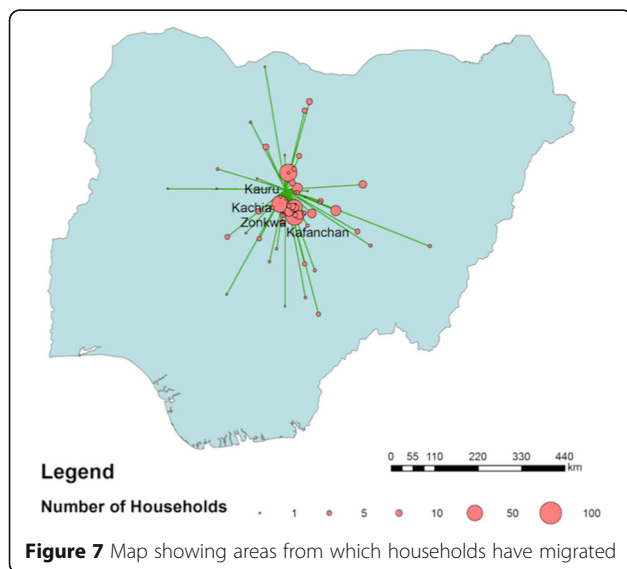 Kauru
Kachia
Zonkwa
Kafanchan
Legend
0 55 110 220 330 440
km
Number of Households 1 5 10 50 100
Figure 7 Map showing areas from which households have migrated